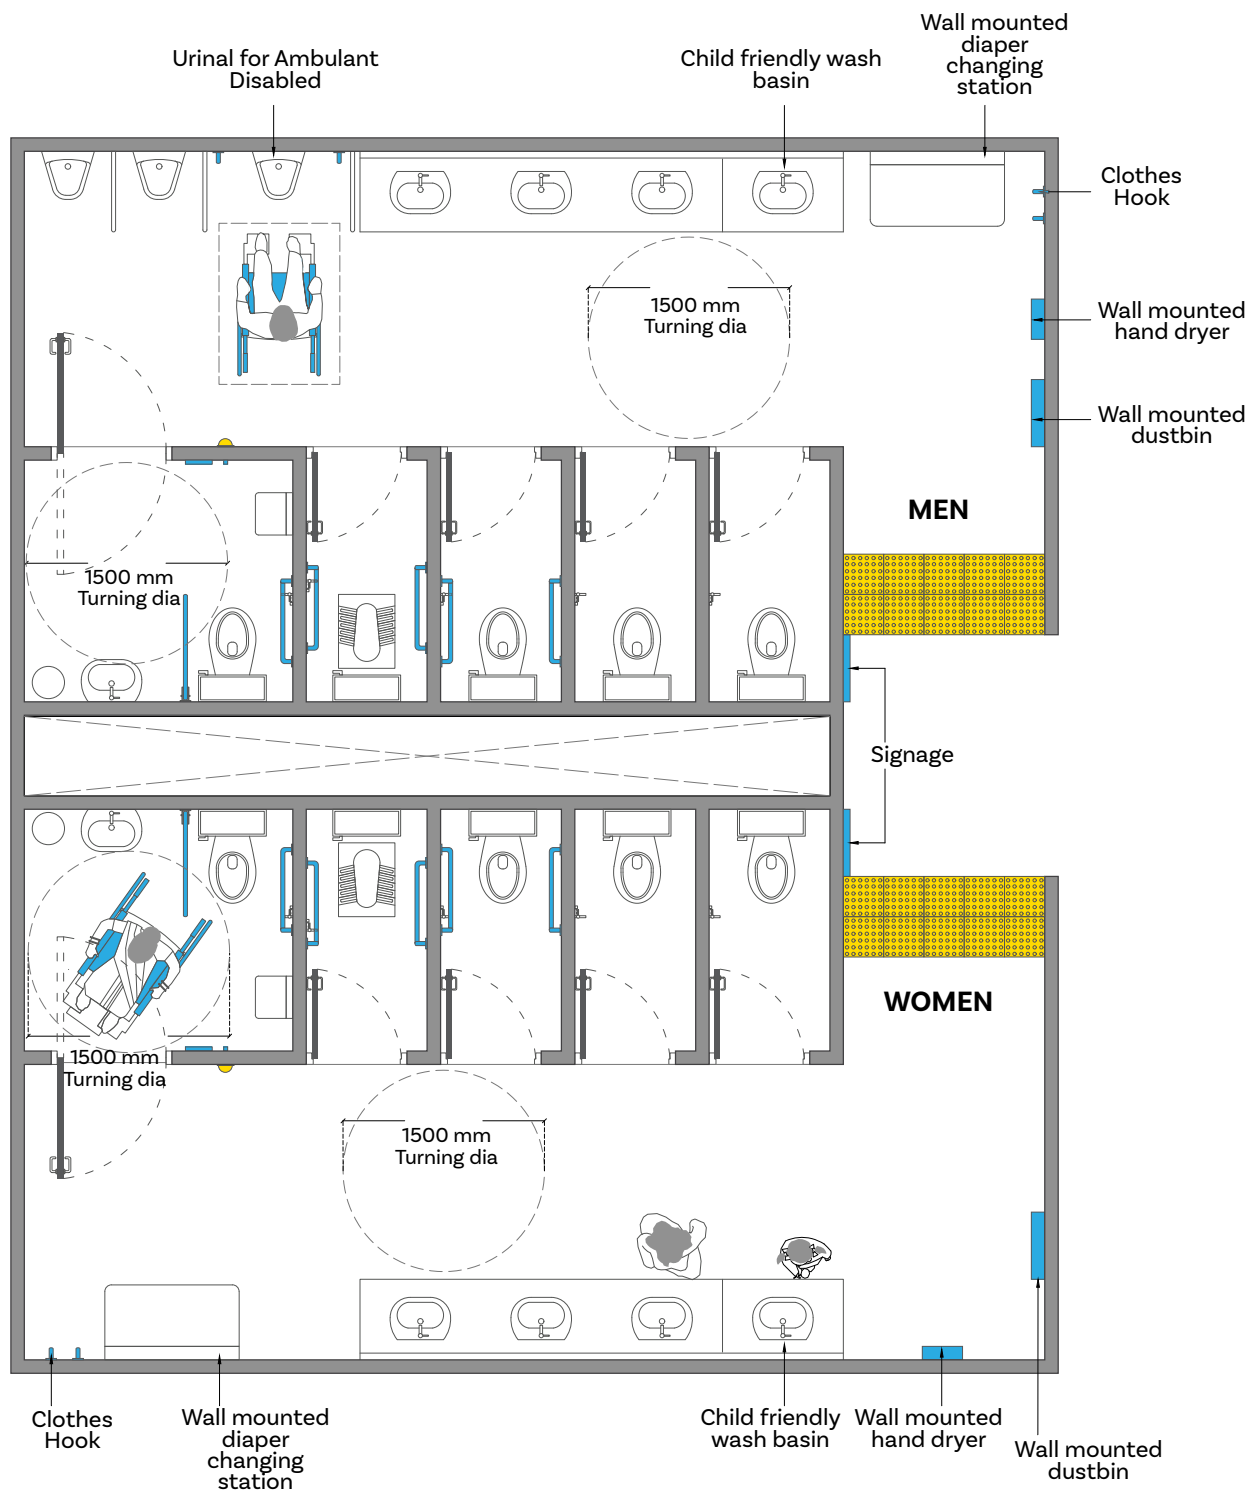 Urinal for Ambulant
Disabled
Child friendly wash
basin
Wall mounted
diaper
changing
station
Clothes
Hook
1500 mm
Turning dia
Wall mounted
hand dryer
Wall mounted
dustbin
MEN
1500 mm
Turning dia
Signage
WOMEN
1500 mm
Turning dia
1500 mm
Turning dia
Clothes
Hook
Wall mounted
diaper
changing
station
Child friendly
wash basin
Wall mounted
hand dryer
Wall mounted
dustbin